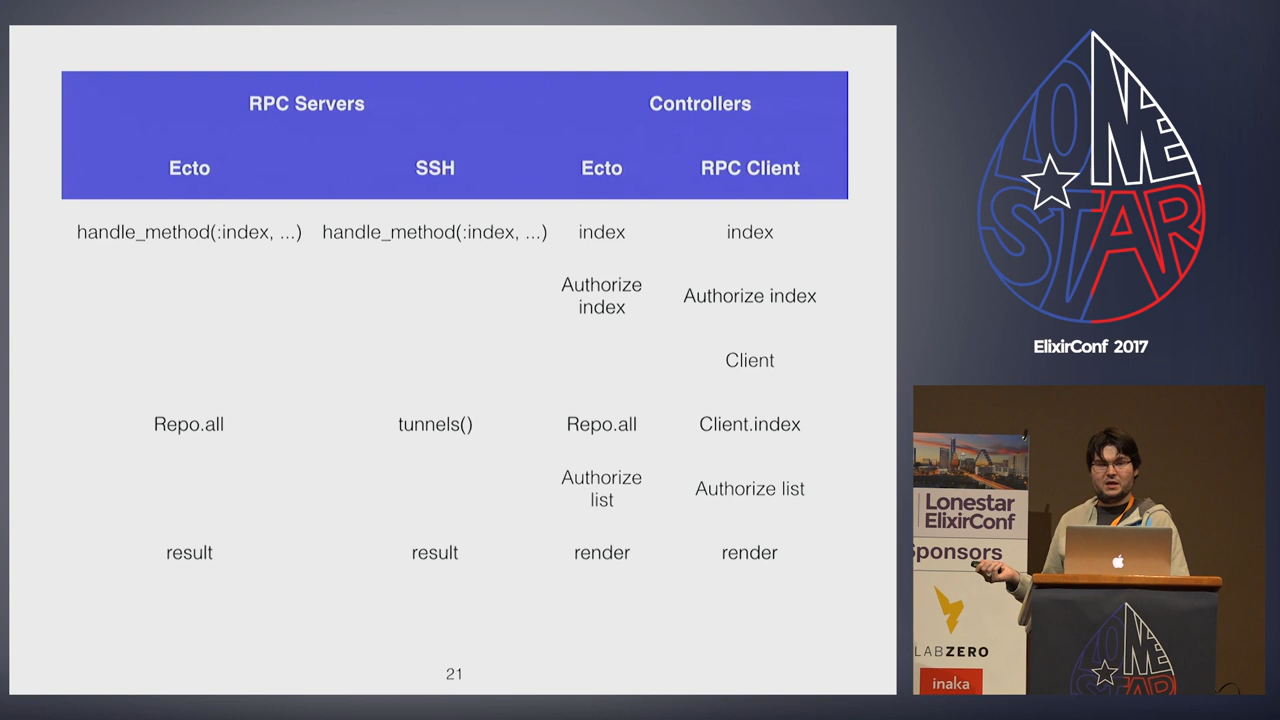 RPC Servers Controllers
Ecto SSH Ecto RPC Client
handle_method(:index, ...) handle_method(:index, ...) index index
Authorize index Authorize index
Client
Repo.all tunnels() Repo.all Client.index
Authorize list Authorize list
result result render render
21
LONE
STAR
ElixirConf 2017
Lonestar
ElixirConf
Sponsors
LABZERO
inaka
LONE
STAR